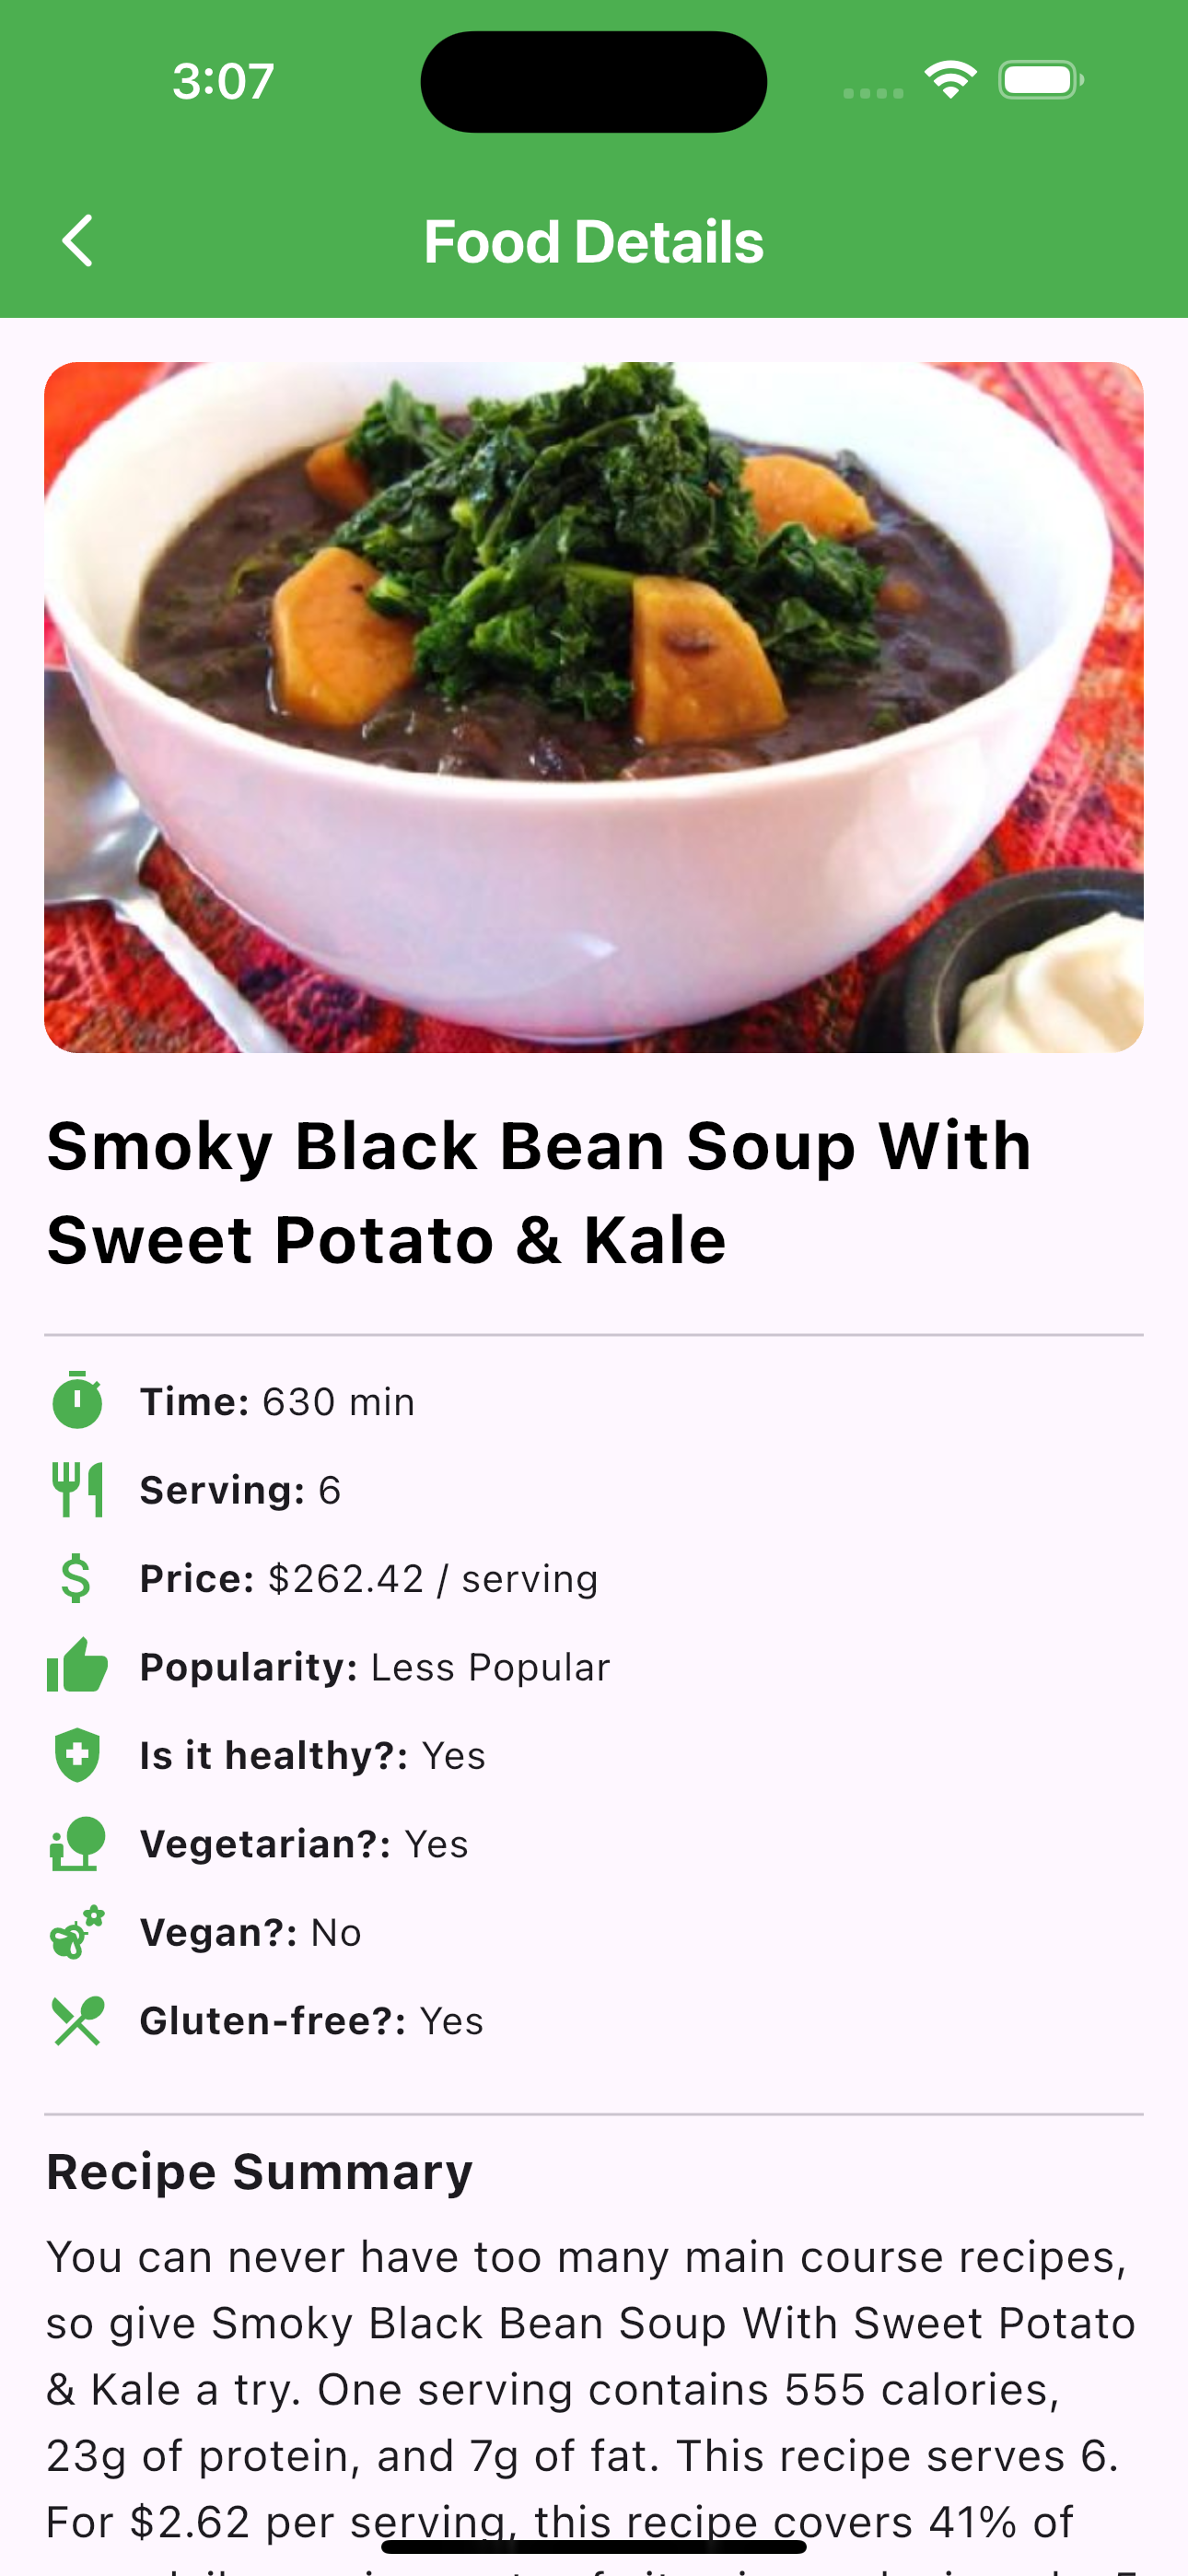 3:07
Food Details
Smoky Black Bean Soup With
Sweet Potato & Kale
Time: 630 min
Serving: 6
Price: $262.42 / serving
Popularity: Less Popular
Is it healthy?: Yes
Vegetarian?: Yes
Vegan?: No
Gluten-free?: Yes
Recipe Summary
You can never have too many main course recipes,
so give Smoky Black Bean Soup With Sweet Potato
& Kale a try. One serving contains 555 calories,
23g of protein, and 7g of fat. This recipe serves 6.
For $2.62 per serving, this recipe covers 41% of